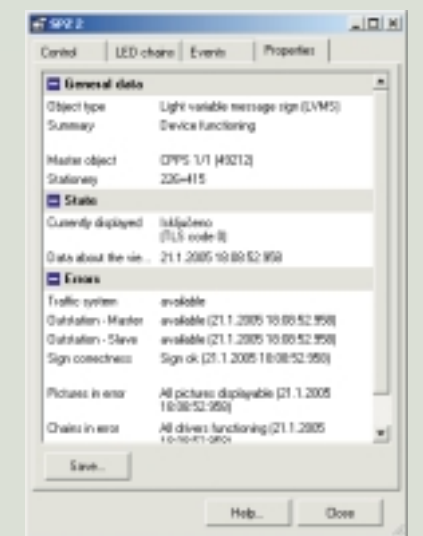 SPZ 2
Control LED chains Events Properties
General data
Object type Light variable message sign (LVMS)
Summary Device functioning
Master object CPPS 1/1 (49212)
Stationery 226+415
State
Currently displayed Isključeno
(TLS code 0)
Data about the vie... 21.1.2005 18:08:52.958
Errors
Traffic system available
Outstation - Master available (21.1.2005 18:08:52.958)
Outstation - Slave available (21.1.2005 18:08:52.958)
Sign correctness Sign ok (21.1.2005 18:08:52.958)
Pictures in error All pictures displayable (21.1.2005
18:08:52.958)
Chains in error All drivers functioning (21.1.2005
Save...
Help... Close